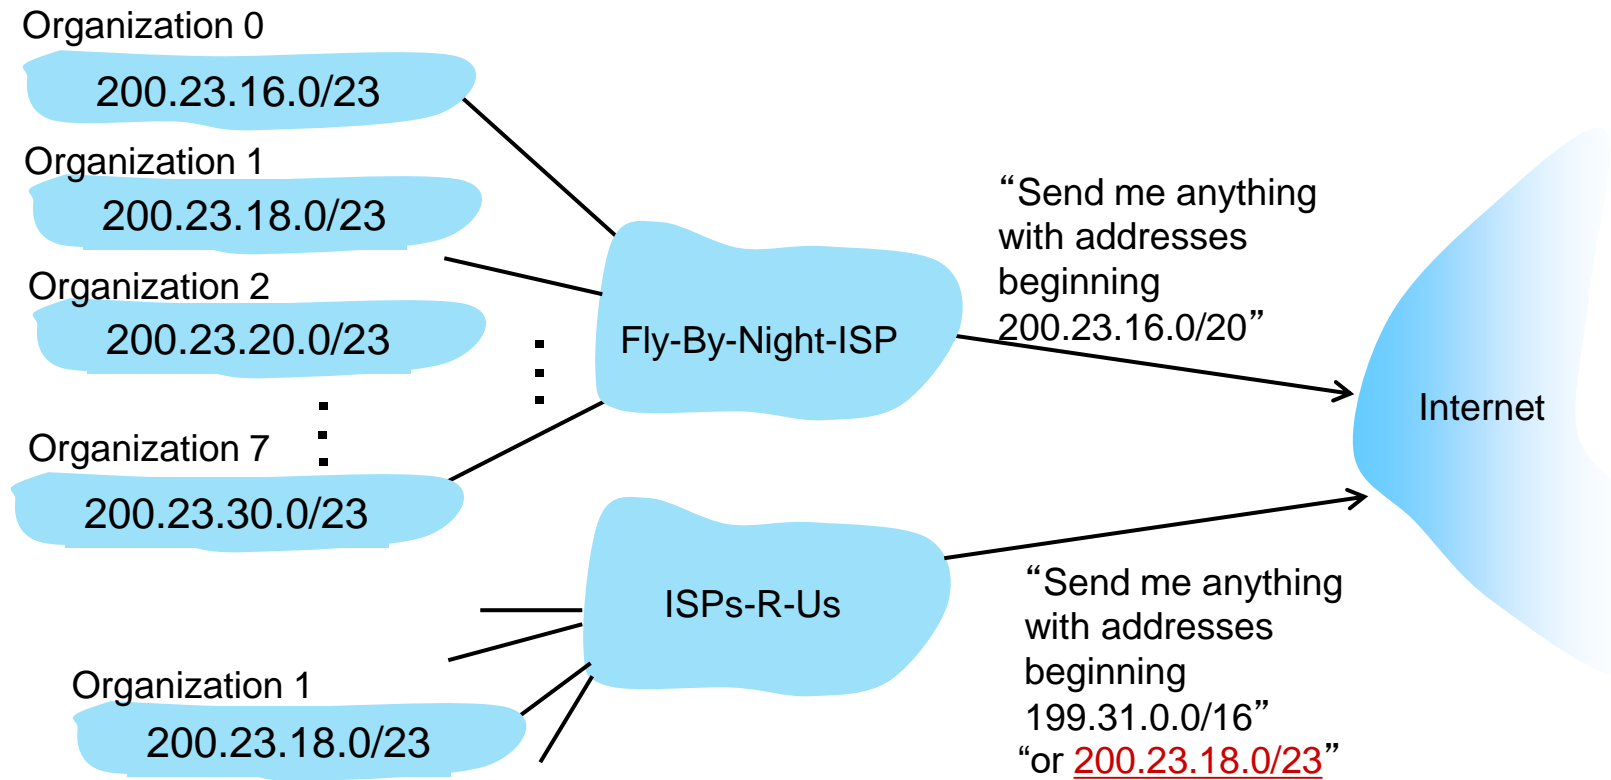 Organization 0
200.23.16.0/23
Organization 1
200.23.18.0/23
Organization 2
200.23.20.0/23
Organization 7
200.23.30.0/23
Fly-By-Night-ISP
“Send me anything
with addresses
beginning
200.23.16.0/20”
Internet
ISPs-R-Us
Organization 1
200.23.18.0/23
“Send me anything
with addresses
beginning
199.31.0.0/16”
“or 200.23.18.0/23”